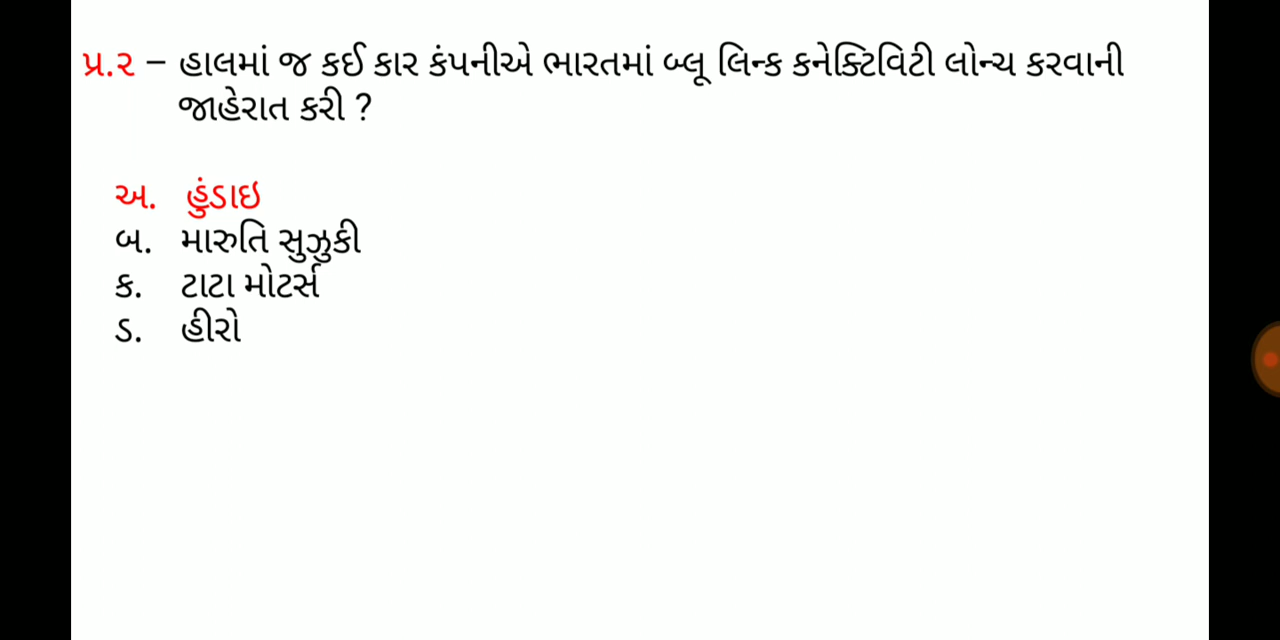 પ્ર.૨ – હાલમાં જ કઈ કાર કંપનીએ ભારતમાં બ્લૂ લિન્ક કનેક્ટિવિટી લોન્ચ કરવાની
જાહેરાત કરી ?
અ. હુંડાઇ
બ. મારુતિ સુઝુકી
ક. ટાટા મોટર્સ
ડ. હીરો